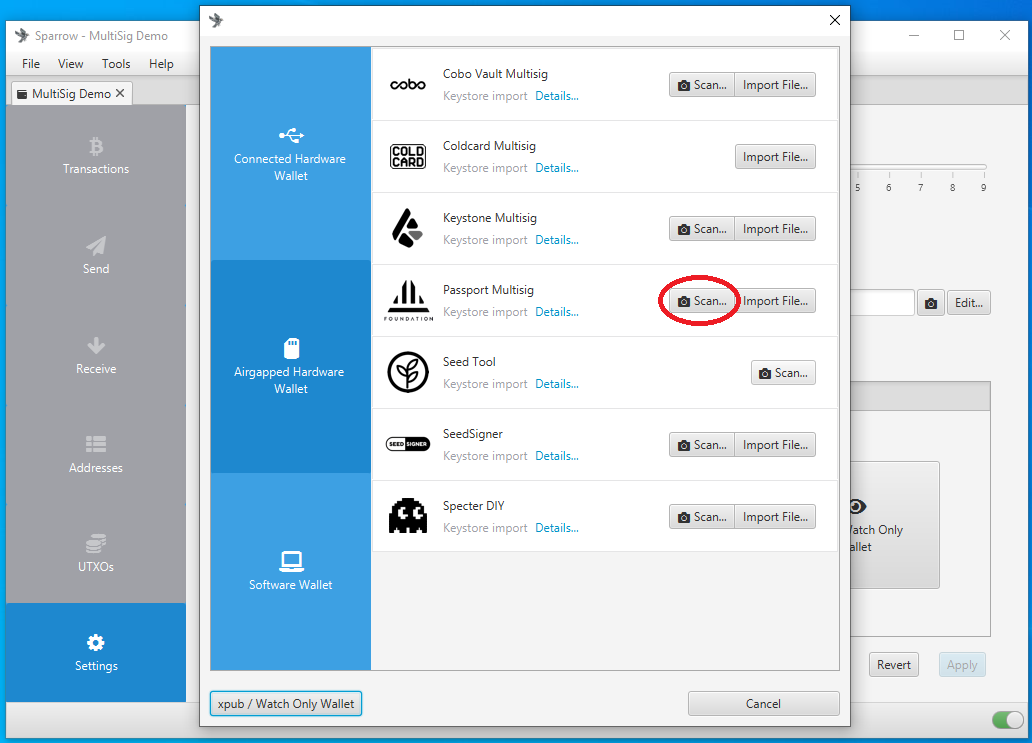 Sparrow - MultiSig Demo
File View Tools Help
MultiSig Demo
Transactions
Send
Receive
Addresses
UTXOs
Settings
Connected Hardware
Wallet
Airgapped Hardware
Wallet
Software Wallet
cobo
Cobo Vault Multisig
Keystore import Details...
Scan... Import File...
COLD
CARD
Coldcard Multisig
Keystore import Details...
Import File...
Keystone Multisig
Keystore import Details...
Scan... Import File...
FOUNDATION
Passport Multisig
Keystore import Details...
Scan... Import File...
Seed Tool
Keystore import Details...
Scan...
SEED SIGNER
SeedSigner
Keystore import Details...
Scan... Import File...
Specter DIY
Keystore import Details...
Scan... Import File...
xpub / Watch Only Wallet
Cancel
5 6 7 8 9
Edit...
Only
Revert
Apply